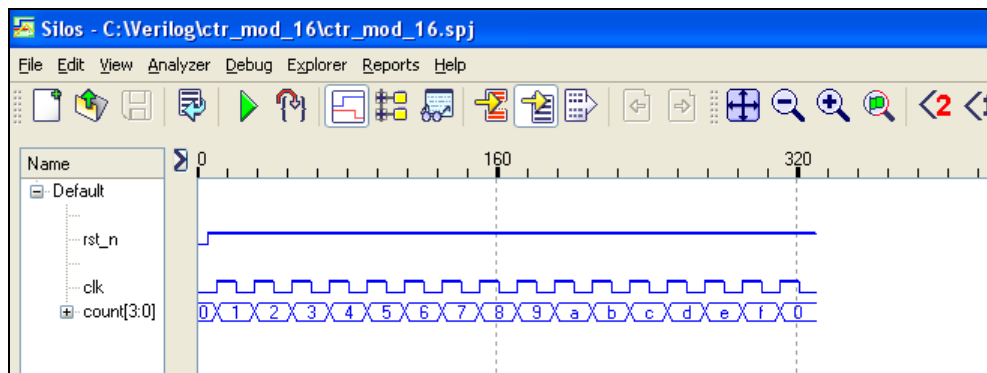 Silos - C:\Verilog\ctr_mod_16\ctr_mod_16.spj
File Edit View Analyzer Debug Explorer Reports Help
2
Name 0 160 320
Default
rst_n
clk
count[3:0] 0 1 2 3 4 5 6 7 8 9 a b c d e f 0